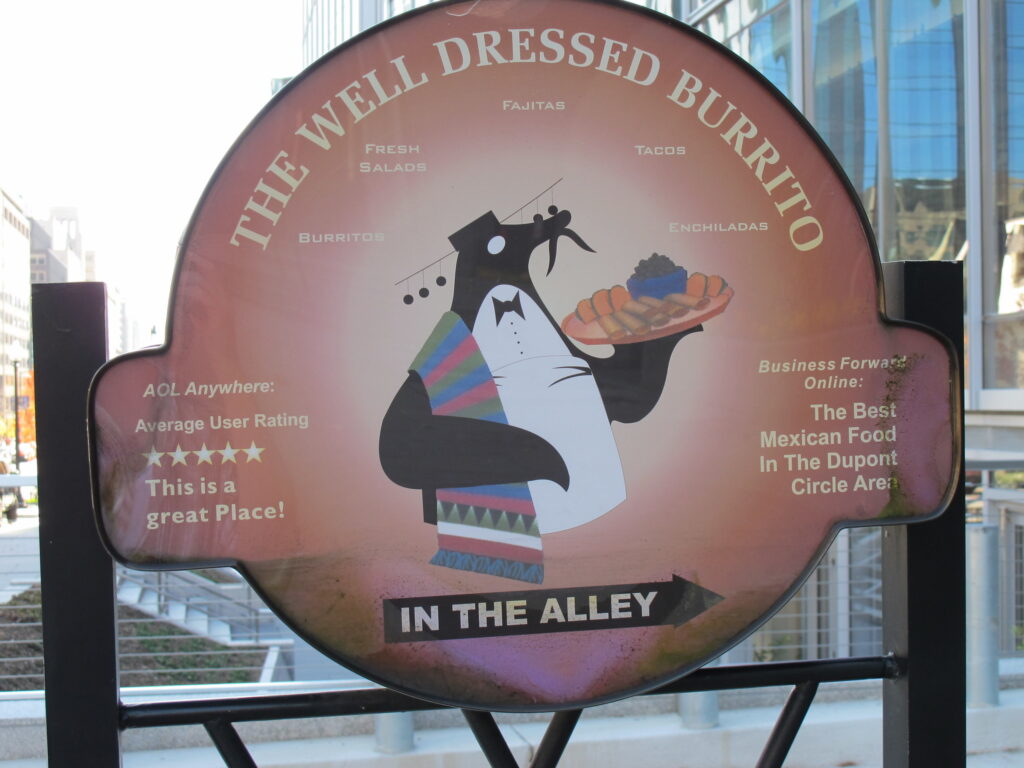 THE WELL DRESSED BURRITO
FAJITAS
FRESH
SALADS
TACOS
BURRITOS
ENCHILADAS
AOL Anywhere:
Average User Rating
This is a
great Place!
Business Forward
Online:
The Best
Mexican Food
In The Dupont
Circle Area
IN THE ALLEY